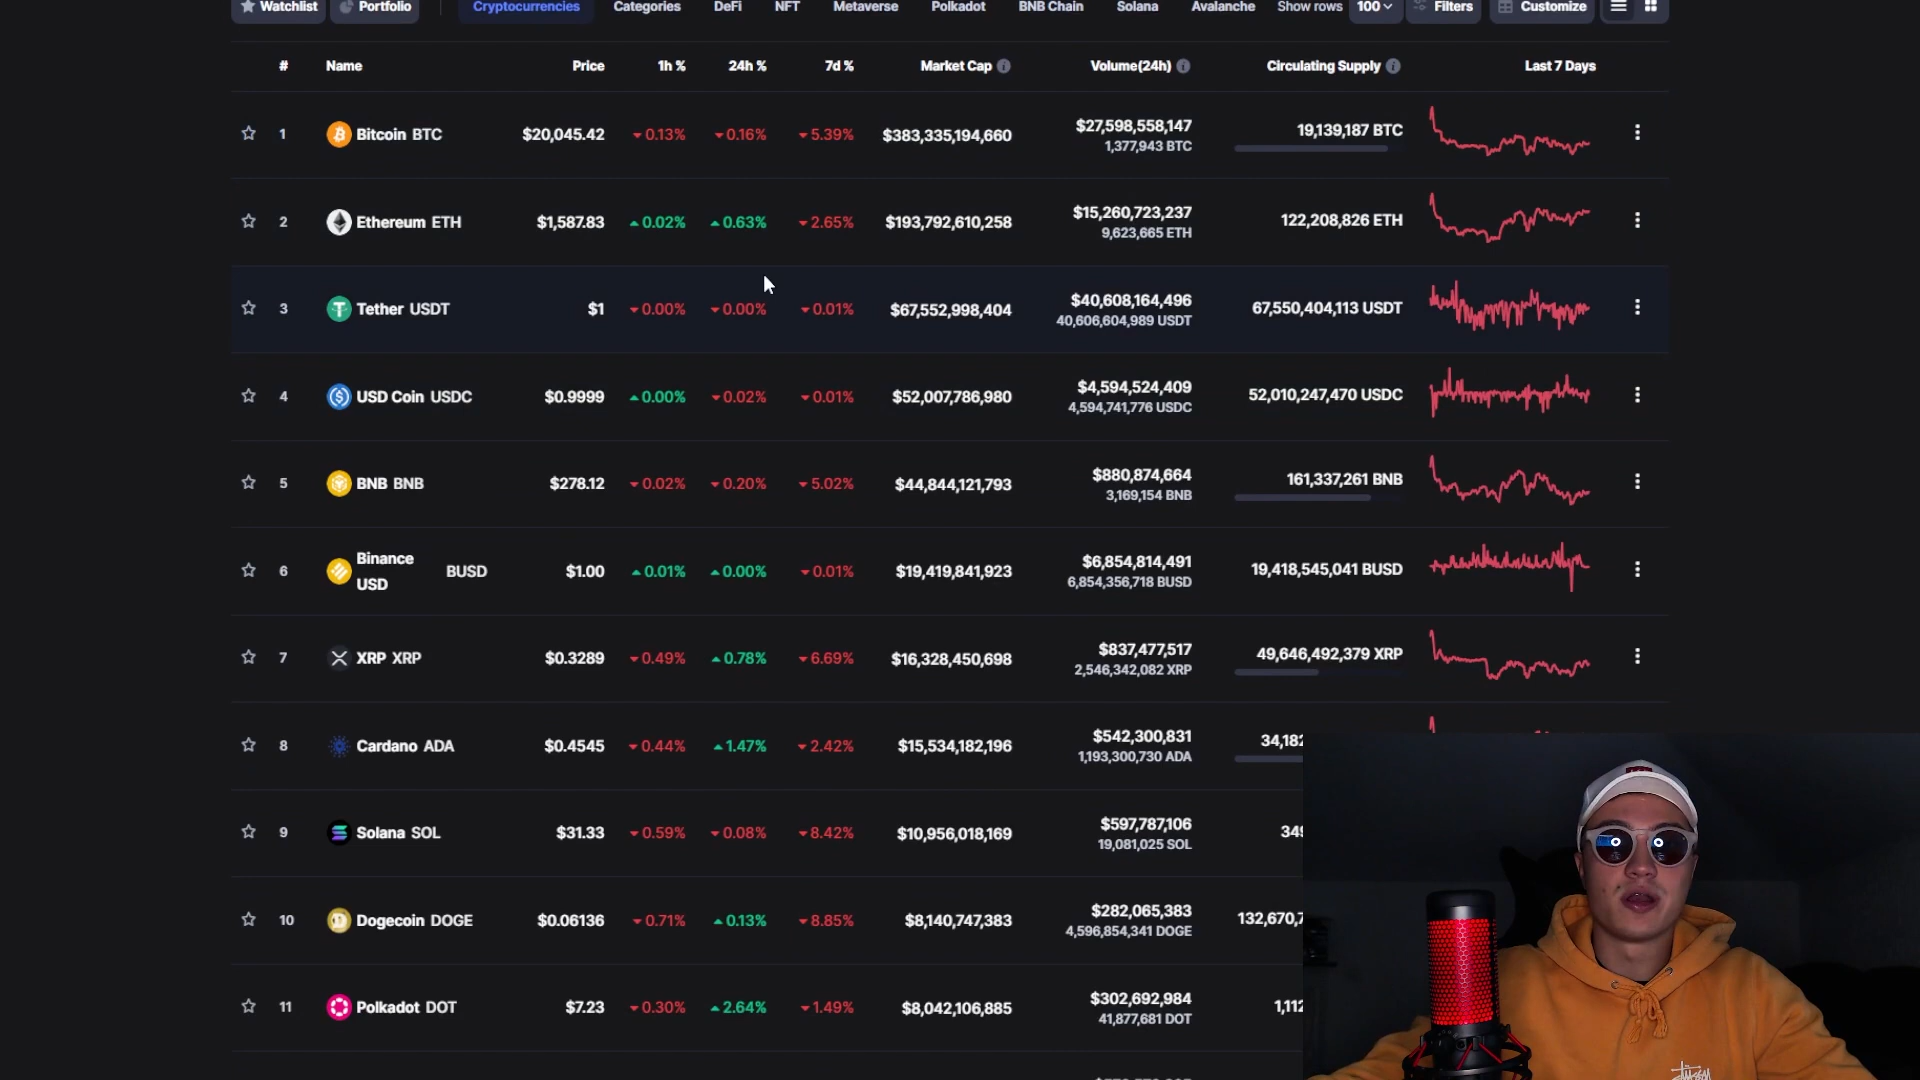 Watchlist Portfolio Cryptocurrencies Categories DeFi NFT Metaverse Polkadot BNB Chain Solana Avalanche Show rows 100 Filters Customize
# Name Price 1h % 24h % 7d % Market Cap Volume(24h) Circulating Supply Last 7 Days
1 Bitcoin BTC $20,045.42 0.13% 0.16% 5.39% $383,335,194,660 $27,598,558,147 19,139,187 BTC
1,377,943 BTC
2 Ethereum ETH $1,587.83 0.02% 0.63% 2.65% $193,792,610,258 $15,260,723,237 122,208,826 ETH
9,623,665 ETH
3 Tether USDT $1 0.00% 0.00% 0.01% $67,552,998,404 $40,608,164,496 67,550,404,113 USDT
40,606,604,989 USDT
4 USD Coin USDC $0.9999 0.00% 0.02% 0.01% $52,007,786,980 $4,594,524,409 52,010,247,470 USDC
4,594,741,776 USDC
5 BNB BNB $278.12 0.02% 0.20% 5.02% $44,844,121,793 $880,874,664 161,337,261 BNB
3,169,154 BNB
6 Binance USD BUSD $1.00 0.01% 0.00% 0.01% $19,419,841,923 $6,854,814,491 19,418,545,041 BUSD
6,854,356,718 BUSD
7 XRP XRP $0.3289 0.49% 0.78% 6.69% $16,328,450,698 $837,477,517 49,646,492,379 XRP
2,546,342,082 XRP
8 Cardano ADA $0.4545 0.44% 1.47% 2.42% $15,534,182,196 $542,300,831 34,182
1,193,300,730 ADA
9 Solana SOL $31.33 0.59% 0.08% 8.42% $10,956,018,169 $597,787,106 349
19,081,025 SOL
10 Dogecoin DOGE $0.06136 0.71% 0.13% 8.85% $8,140,747,383 $282,065,383 132,670,7
4,596,854,341 DOGE
11 Polkadot DOT $7.23 0.30% 2.64% 1.49% $8,042,106,885 $302,692,984 1,112
41,877,681 DOT